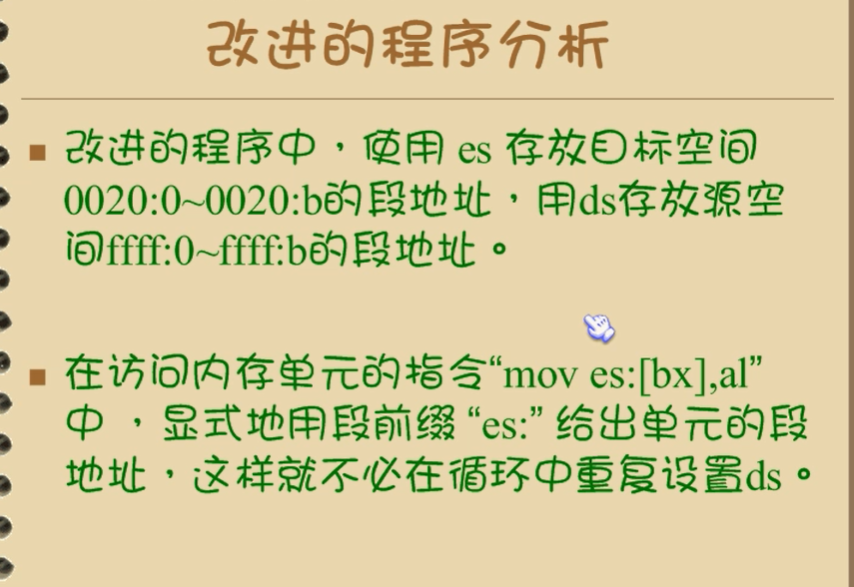 改进的程序分析
改进的程序中，使用 es 存放目标空间
0020:0~0020:b的段地址，用ds存放源空
间ffff:0~ffff:b的段地址。
在访问内存单元的指令“mov es:[bx],al”
中 ，显式地用段前缀 “es:” 给出单元的段
地址，这样就不必在循环中重复设置ds。